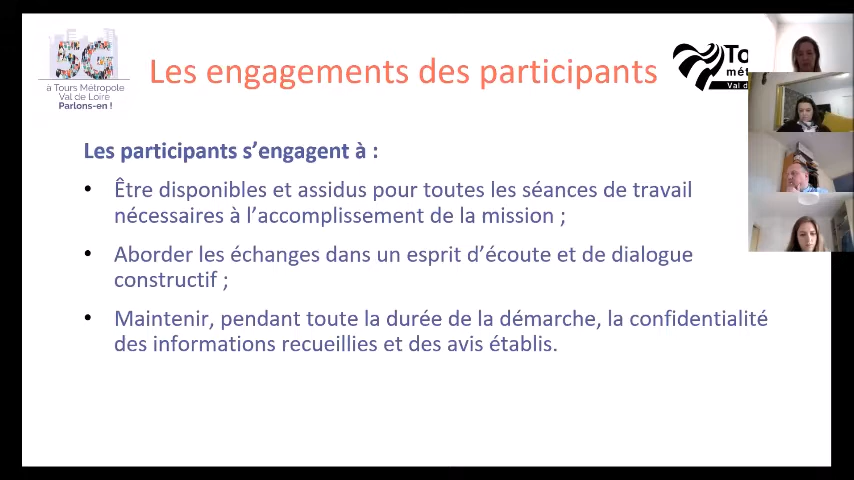 5G
à Tours Métropole
Val de Loire
Parlons-en !
Les engagements des participants
Les participants s’engagent à :
• Être disponibles et assidus pour toutes les séances de travail
nécessaires à l’accomplissement de la mission ;
• Aborder les échanges dans un esprit d’écoute et de dialogue
constructif ;
• Maintenir, pendant toute la durée de la démarche, la confidentialité
des informations recueillies et des avis établis.